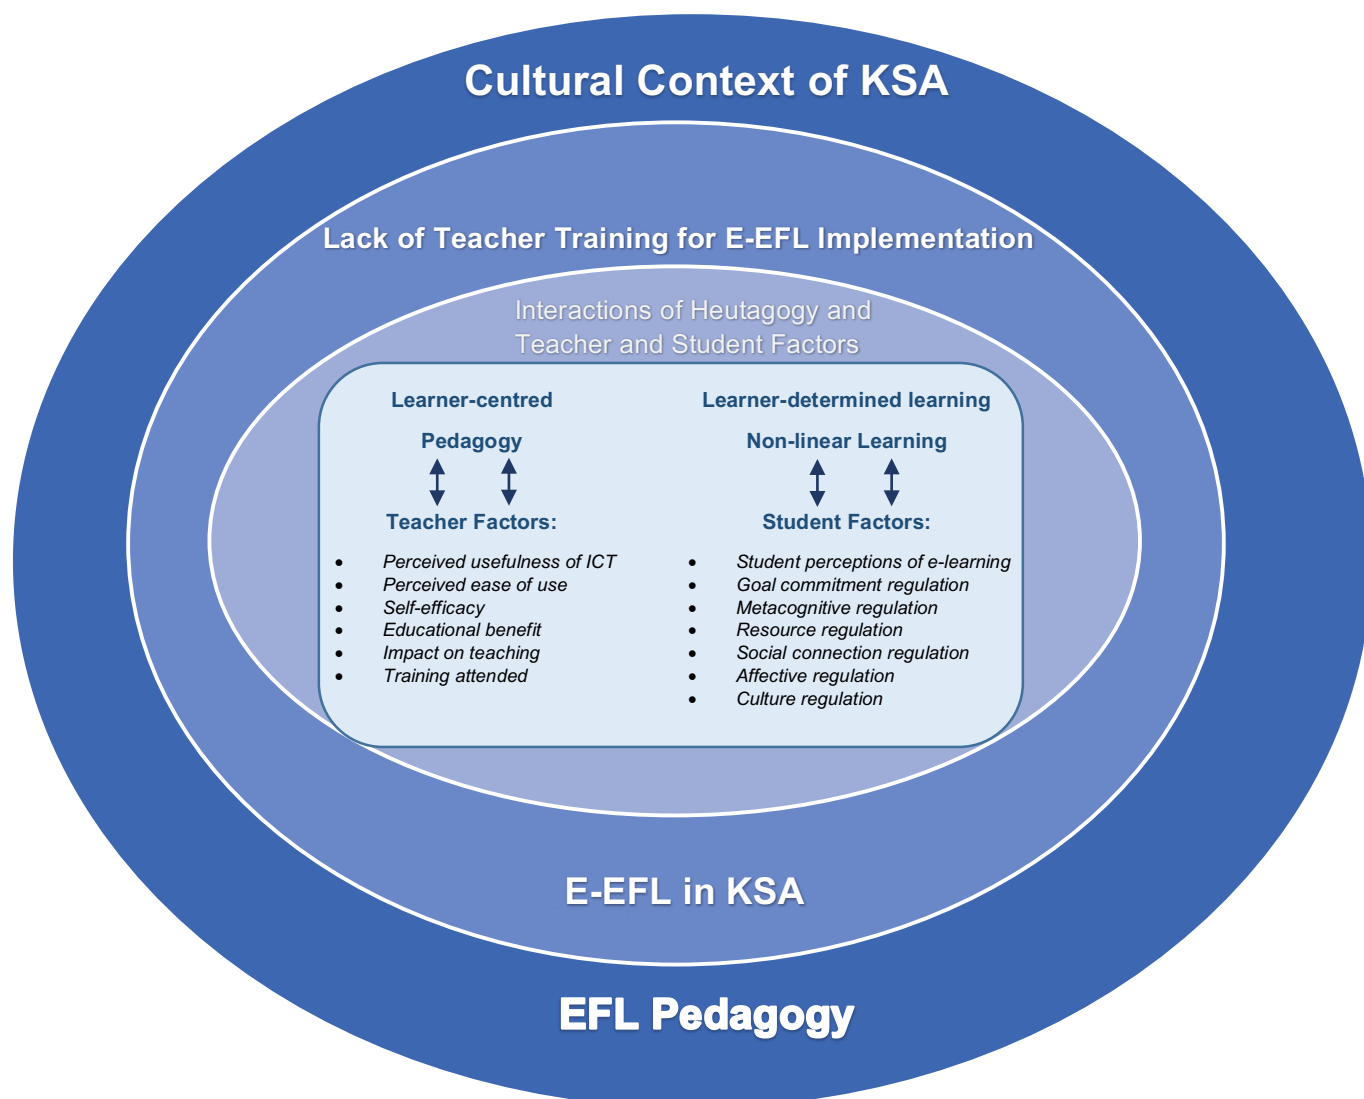 Cultural Context of KSA
Lack of Teacher Training for E-EFL Implementation
Interactions of Heutagogy and
Teacher and Student Factors
Learner-centred
Pedagogy
Teacher Factors:
• Perceived usefulness of ICT
• Perceived ease of use
• Self-efficacy
• Educational benefit
• Impact on teaching
• Training attended
Learner-determined learning
Non-linear Learning
Student Factors:
• Student perceptions of e-learning
• Goal commitment regulation
• Metacognitive regulation
• Resource regulation
• Social connection regulation
• Affective regulation
• Culture regulation
E-EFL in KSA
EFL Pedagogy